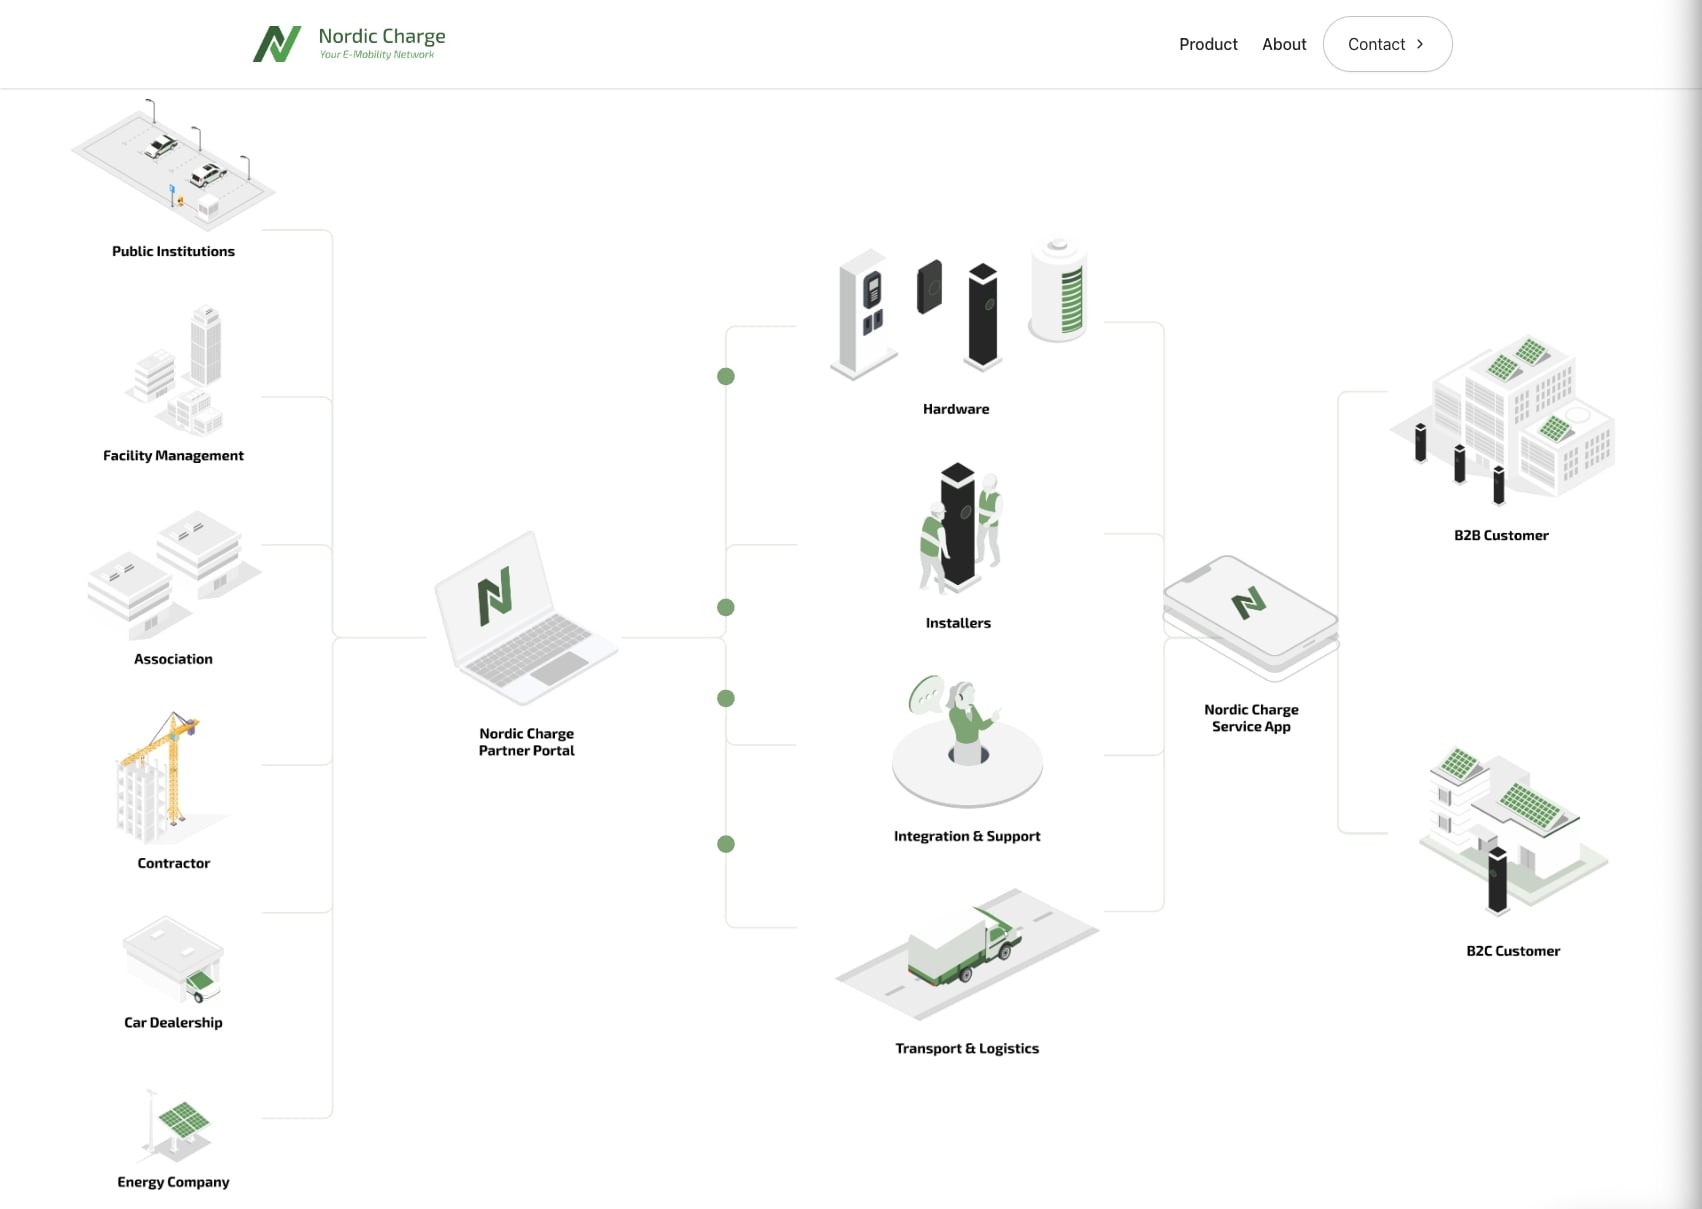 Nordic Charge
Your E-Mobility Network
Product
About
Contact
Public Institutions
Facility Management
Association
Contractor
Car Dealership
Energy Company
Nordic Charge
Partner Portal
Hardware
Installers
Integration & Support
Transport & Logistics
Nordic Charge
Service App
B2B Customer
B2C Customer